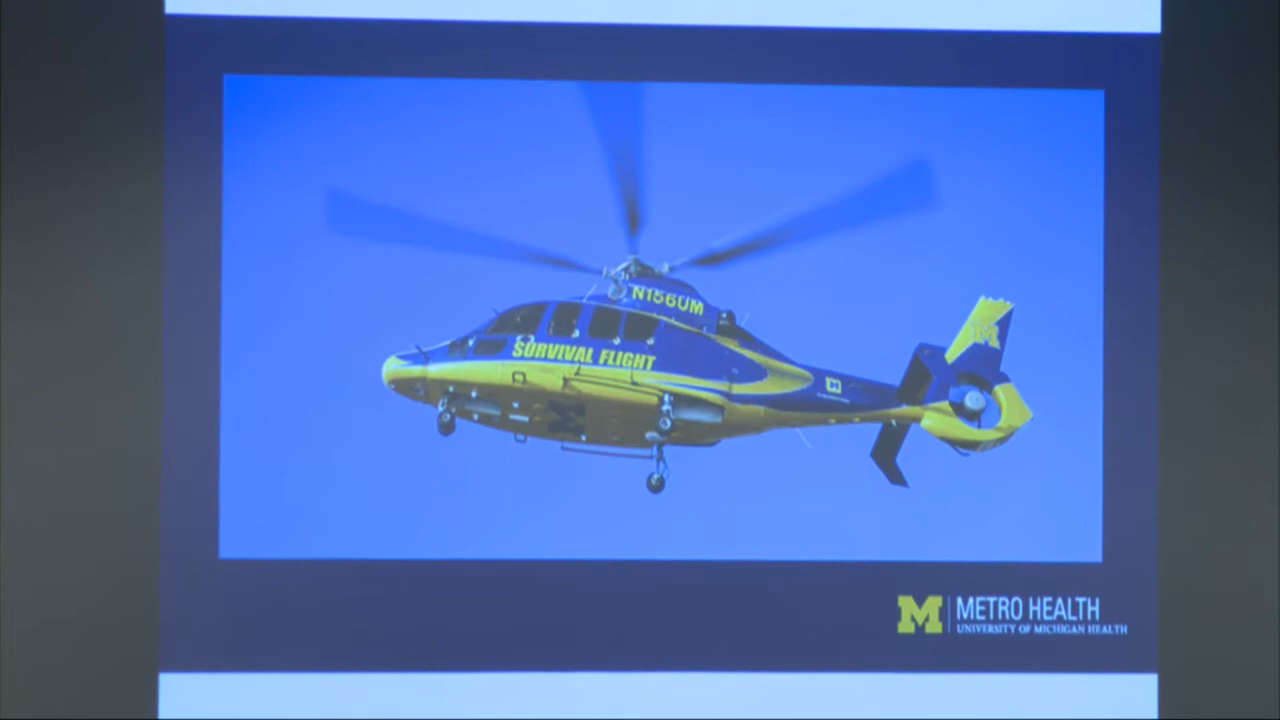 N156UM
SURVIVAL FLIGHT
M
M
METRO HEALTH
UNIVERSITY OF MICHIGAN HEALTH